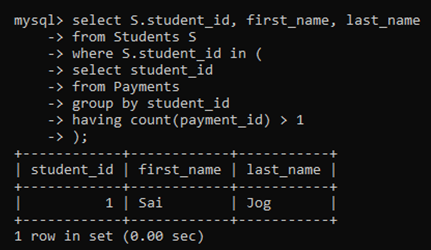 mysql> select S.student_id, first_name, last_name
    -> from Students S
    -> where S.student_id in (
    -> select student_id
    -> from Payments
    -> group by student_id
    -> having count(payment_id) > 1
    -> );
+------------+------------+-----------+
| student_id | first_name | last_name |
+------------+------------+-----------+
|          1 | Sai        | Jog       |
+------------+------------+-----------+
1 row in set (0.00 sec)